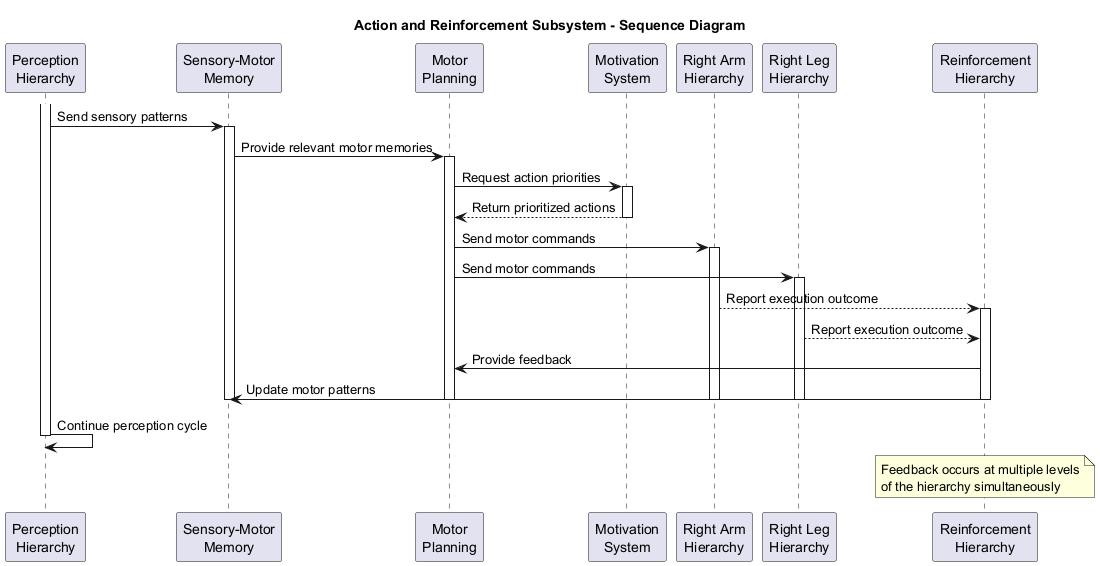 Action and Reinforcement Subsystem - Sequence Diagram
Perception
Hierarchy
Sensory-Motor
Memory
Motor
Planning
Motivation
System
Right Arm
Hierarchy
Right Leg
Hierarchy
Reinforcement
Hierarchy
Send sensory patterns
Provide relevant motor memories
Request action priorities
Return prioritized actions
Send motor commands
Send motor commands
Report execution outcome
Report execution outcome
Provide feedback
Update motor patterns
Continue perception cycle
Feedback occurs at multiple levels
of the hierarchy simultaneously
Perception
Hierarchy
Sensory-Motor
Memory
Motor
Planning
Motivation
System
Right Arm
Hierarchy
Right Leg
Hierarchy
Reinforcement
Hierarchy